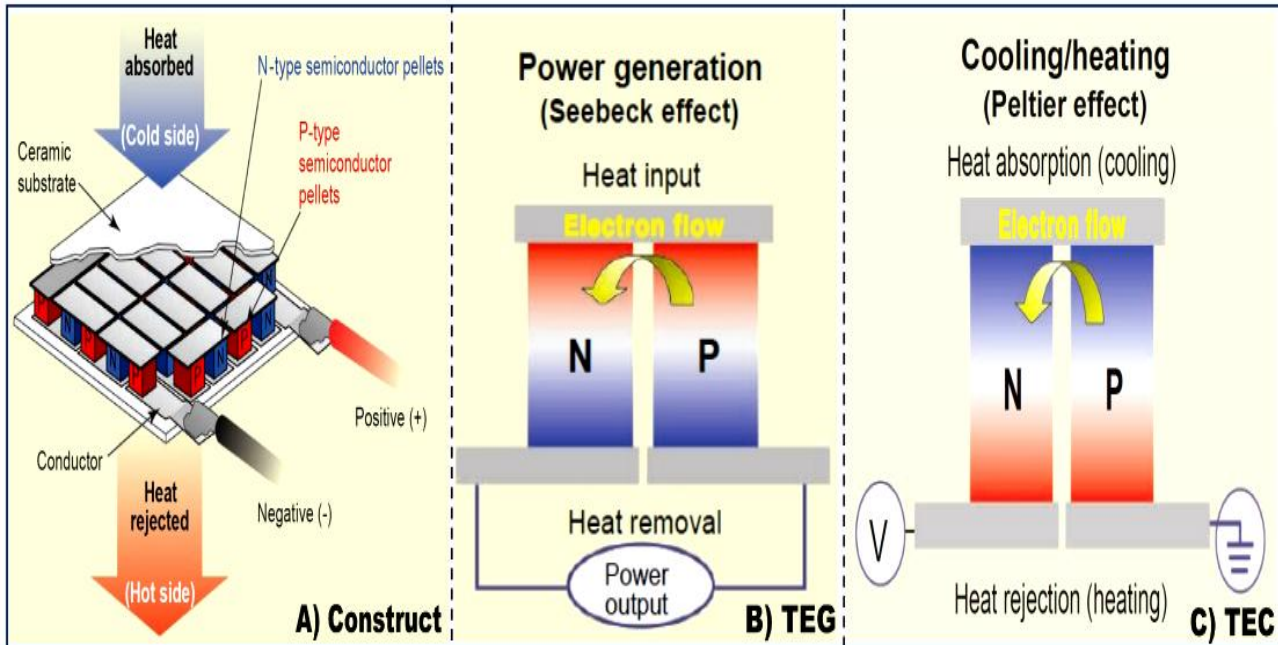 Heat
absorbed
(Cold side)
N-type semiconductor pellets
P-type
semiconductor
pellets
Ceramic
substrate
P
N
P
N
P
P
N
P
N
N
Positive (+)
Conductor
Negative (-)
Heat
rejected
(Hot side)
A) Construct
Power generation
(Seebeck effect)
Heat input
Electron flow
N
P
Heat removal
Power
output
B) TEG
Cooling/heating
(Peltier effect)
Heat absorption (cooling)
Electron flow
N
P
V
Heat rejection (heating)
C) TEC